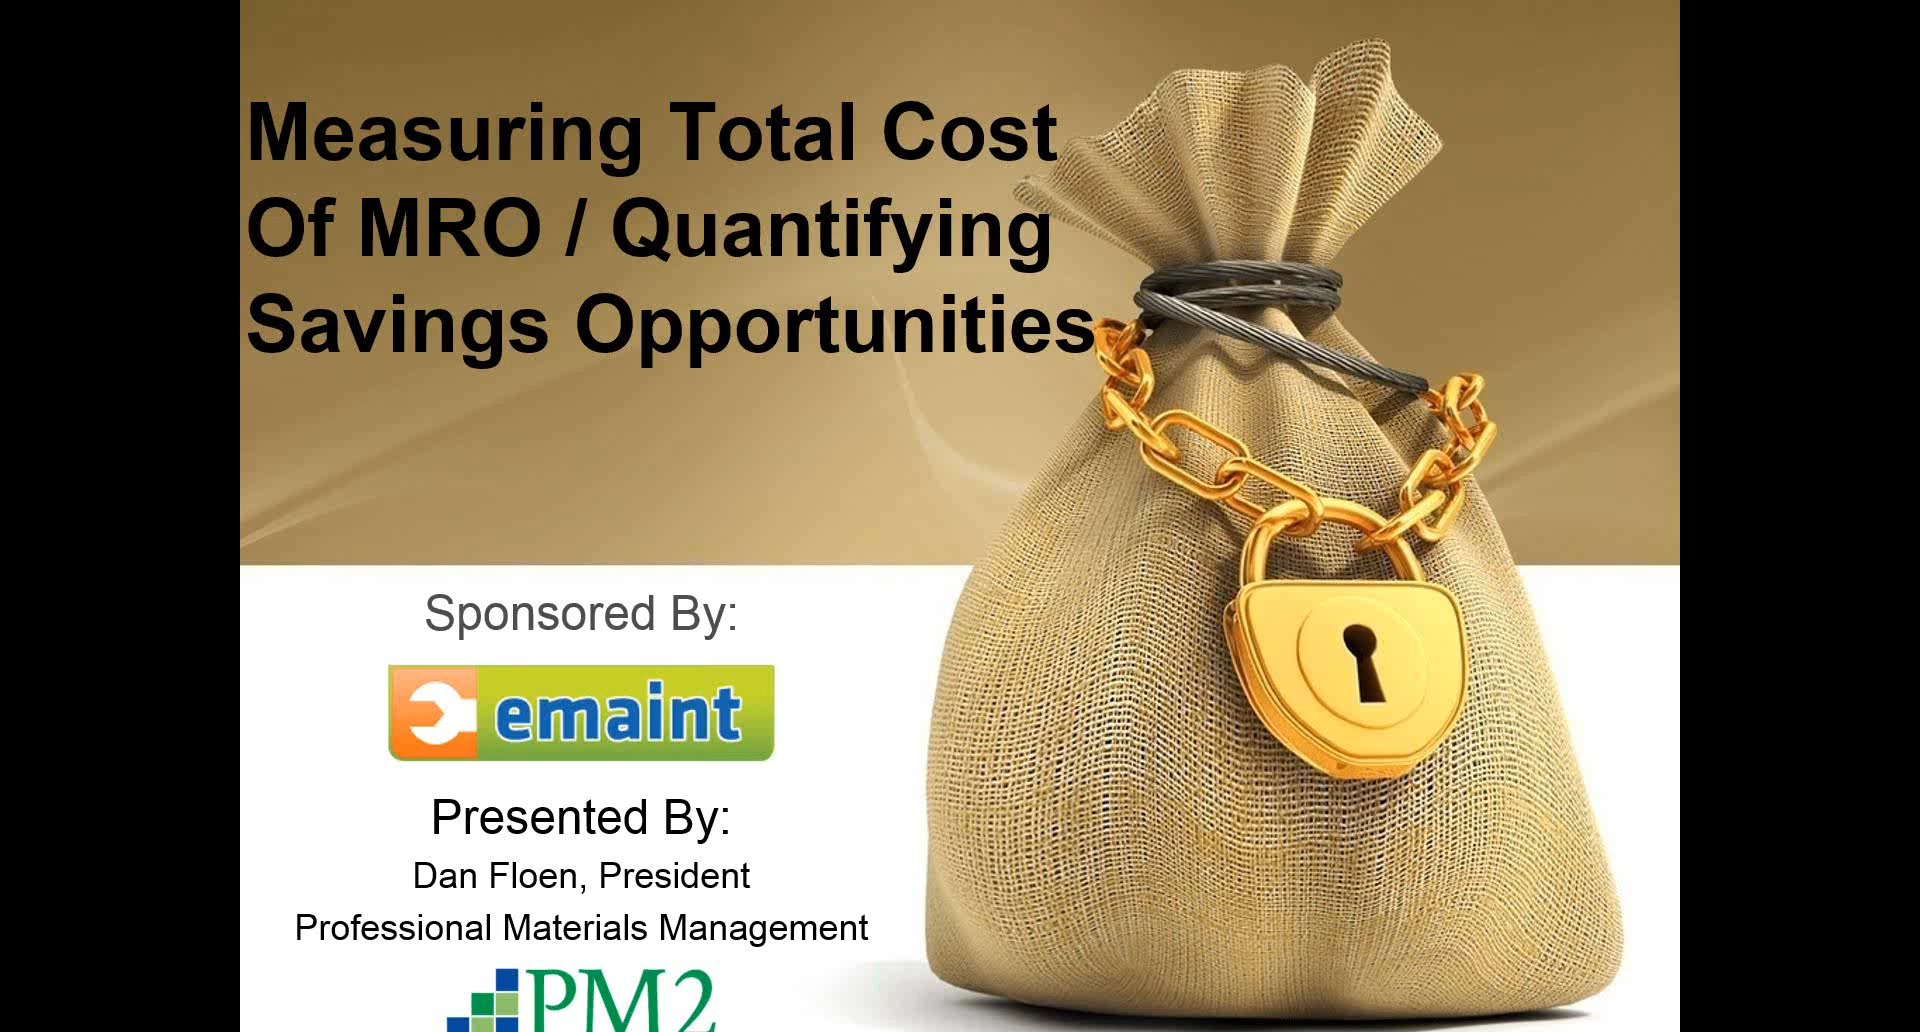 Measuring Total Cost
Of MRO / Quantifying
Savings Opportunities
Sponsored By:
emaint
Presented By:
Dan Floen, President
Professional Materials Management
PM2